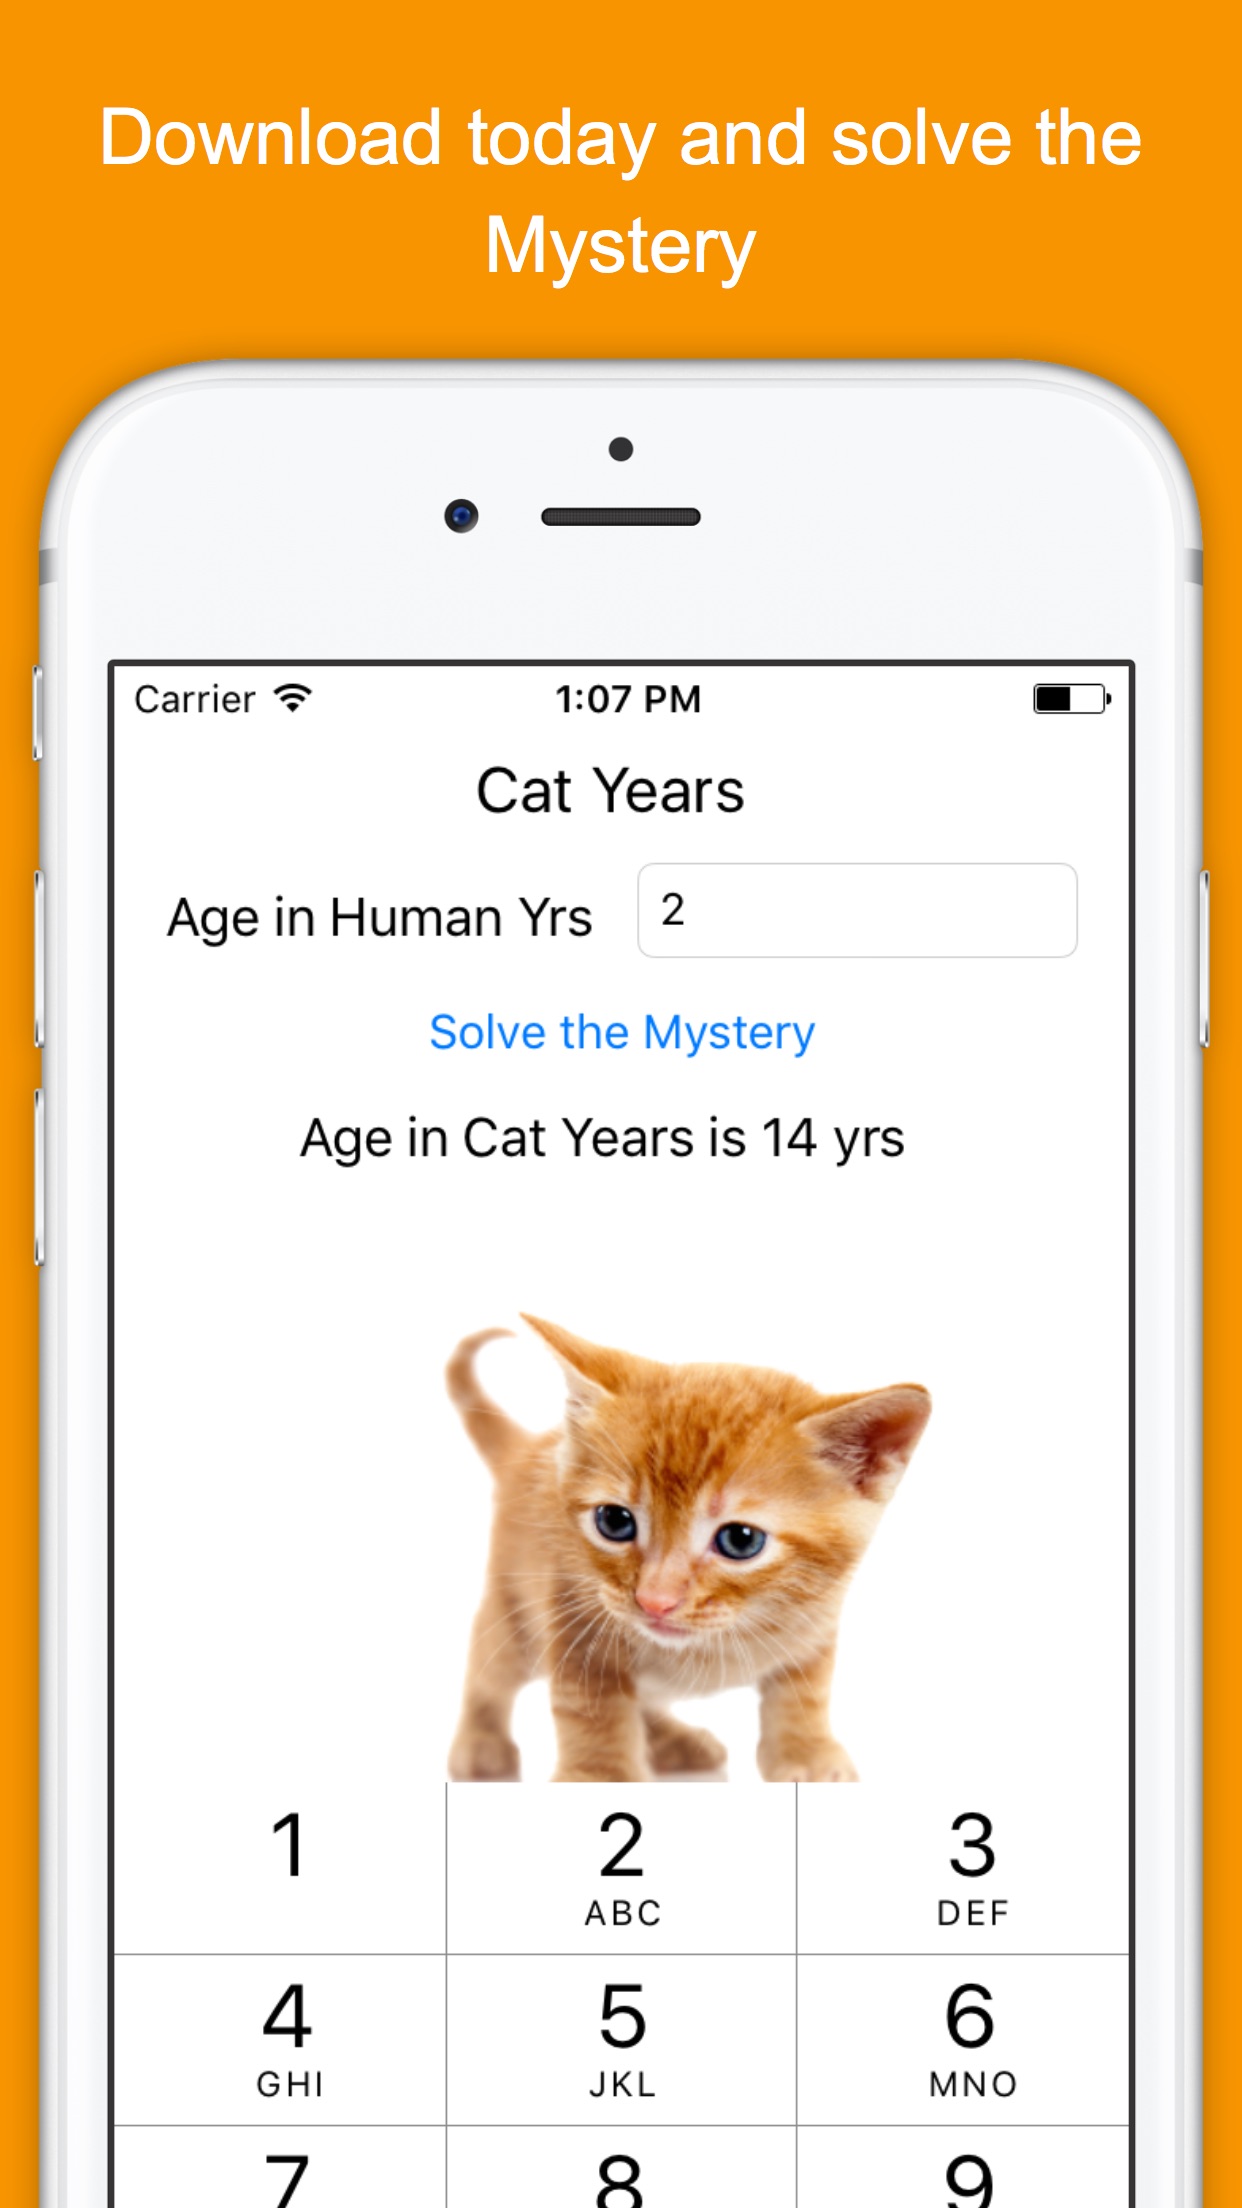 Download today and solve the
Mystery
Carrier 1:07 PM
Cat Years
Age in Human Yrs 2
Solve the Mystery
Age in Cat Years is 14 yrs
1 2 3
ABC DEF
4 5 6
GHI JKL MNO
7 8 9